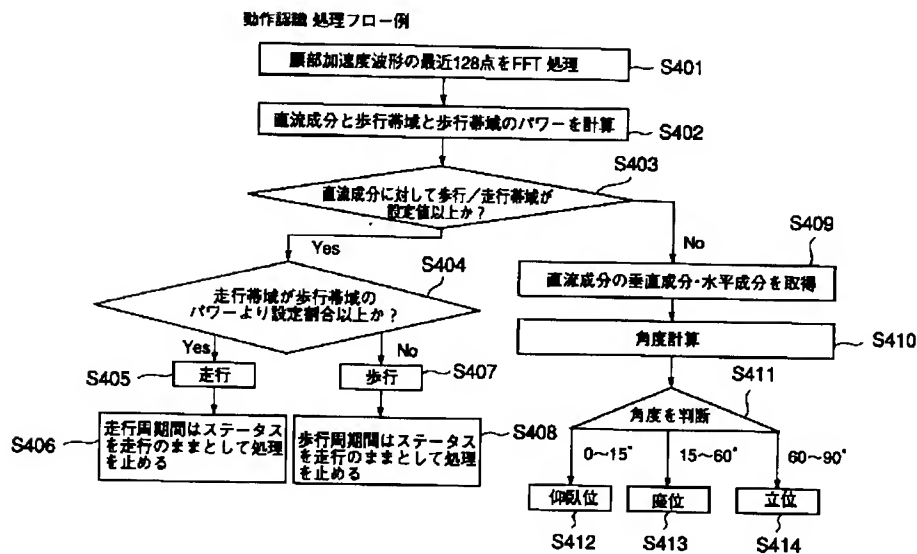 動作認識 処理フロー例
腰部加速度波形の最近128点をFFT 処理
S401
直流成分と歩行帯域と歩行帯域のパワーを計算
S402
S403
直流成分に対して歩行／走行帯域が
設定値以上か?
Yes
No
S404
走行帯域が歩行帯域の
パワーより設定割合以上か?
Yes
No
S405
走行
歩行
S407
S406
走行周期間はステータス
を走行のままとして処理
を止める
歩行周期間はステータス
を走行のままとして処理
を止める
S408
S409
直流成分の垂直成分・水平成分を取得
角度計算
S410
S411
角度を判断
0〜15°
15〜60°
60〜90°
仰臥位
座位
立位
S412
S413
S414